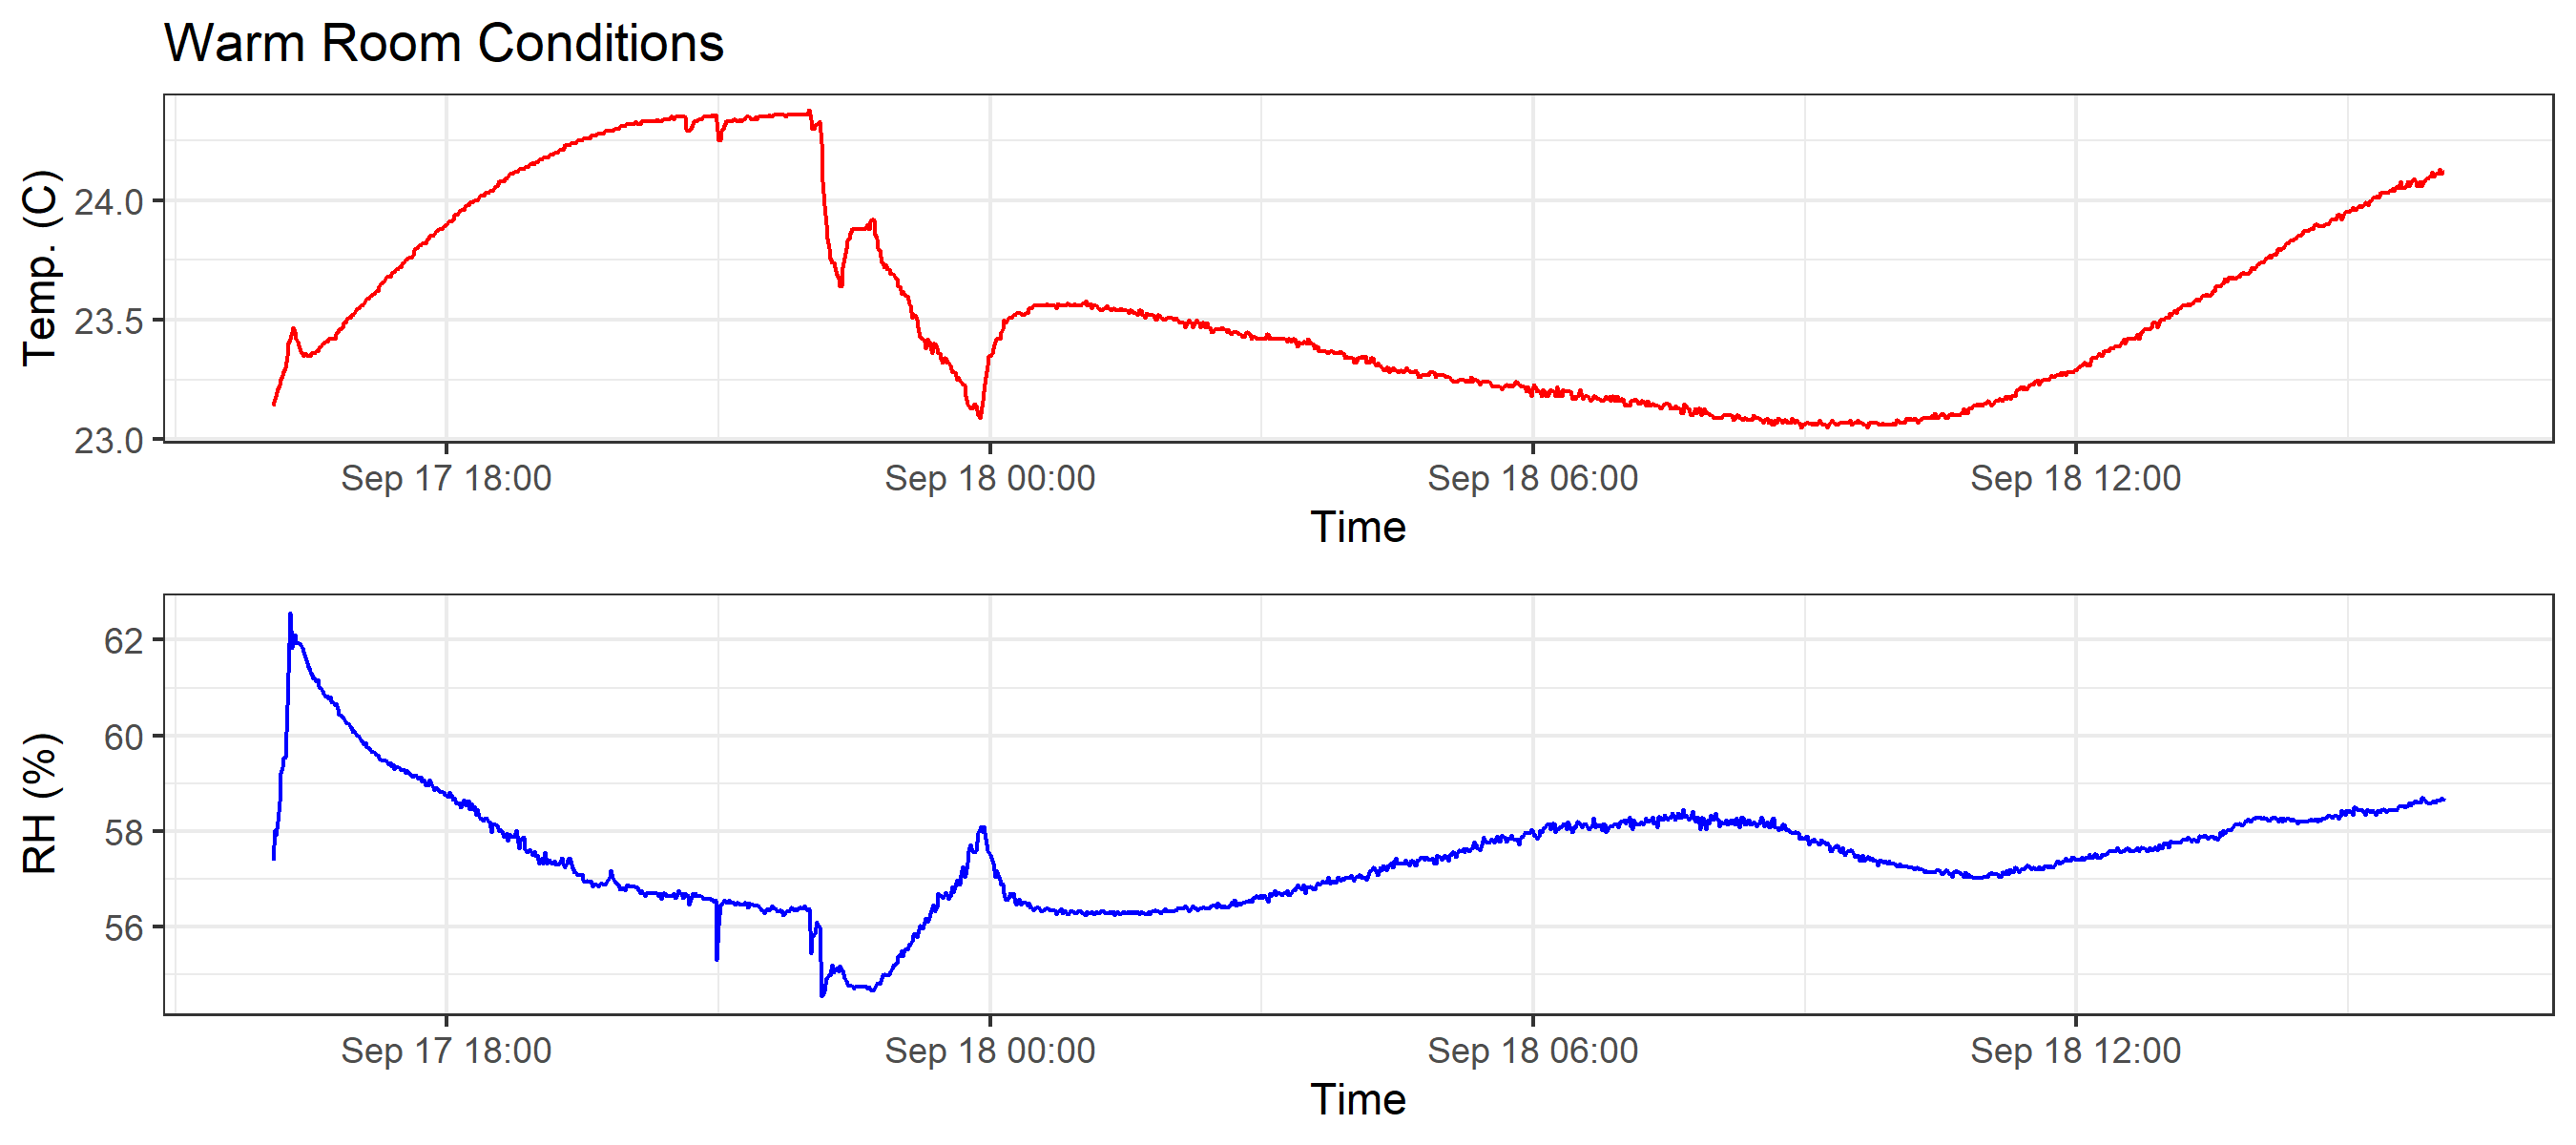 Warm Room Conditions
Temp. (C)
24.0
23.5
23.0
Sep 17 18:00 Sep 18 00:00 Sep 18 06:00 Sep 18 12:00
Time
RH (%)
62
60
58
56
Sep 17 18:00 Sep 18 00:00 Sep 18 06:00 Sep 18 12:00
Time